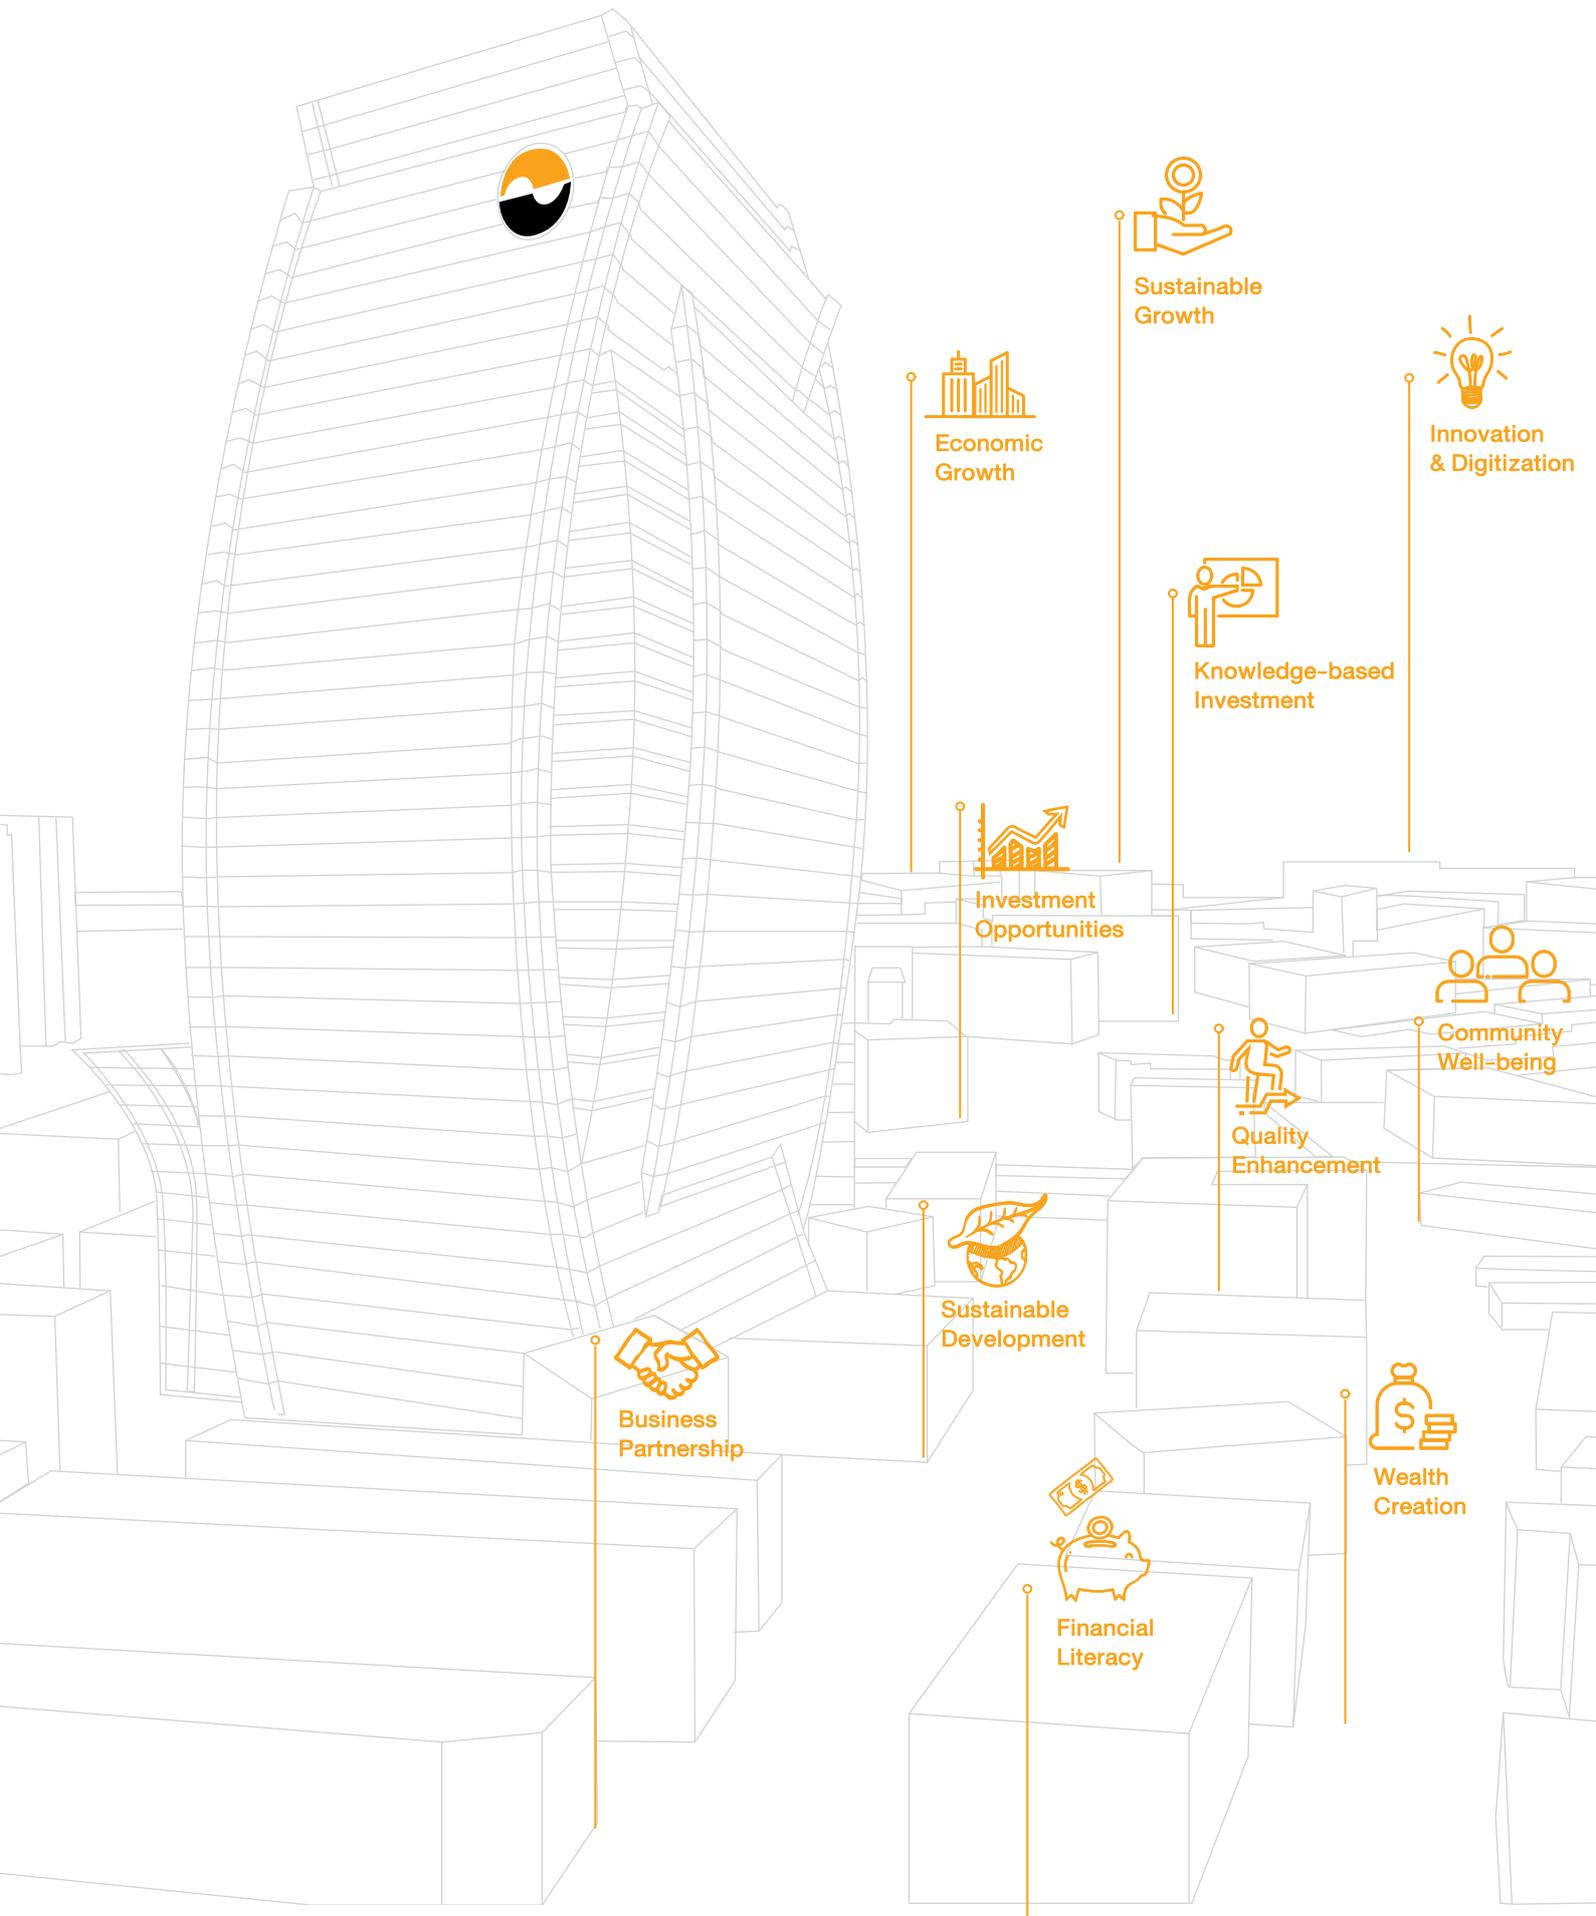 Sustainable
Growth
Economic
Growth
Innovation
& Digitization
Knowledge-based
Investment
Investment
Opportunities
Community
Well-being
Quality
Enhancement
Sustainable
Development
Business
Partnership
Wealth
Creation
Financial
Literacy